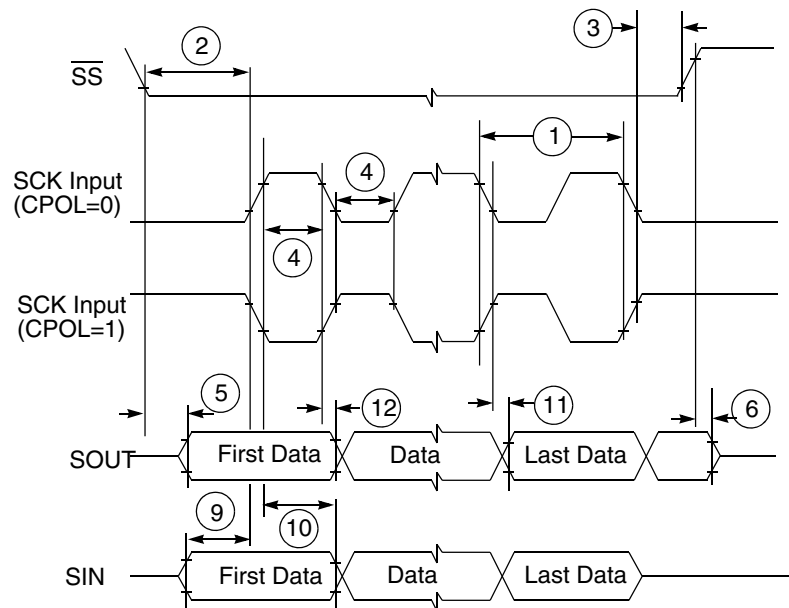 2
3
SS
1
SCK Input
(CPOL=0)
4
4
SCK Input
(CPOL=1)
5
12
11
6
SOUT
First Data
Data
Last Data
9
10
SIN
First Data
Data
Last Data